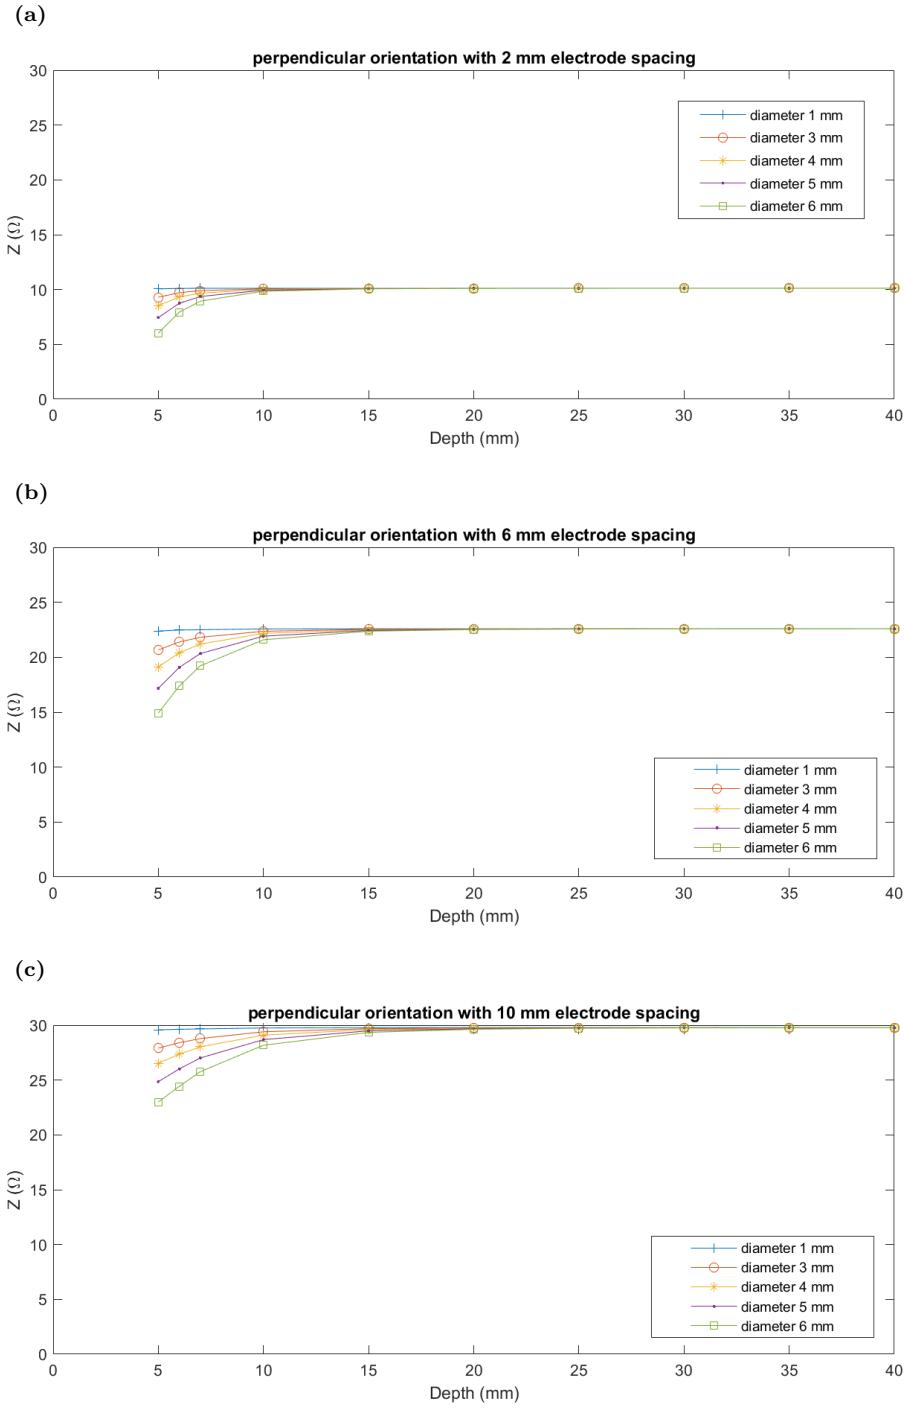 (a)
perpendicular orientation with 2 mm electrode spacing
30
25
20
15
10
5
0
Z (Ω)
diameter 1 mm
diameter 3 mm
diameter 4 mm
diameter 5 mm
diameter 6 mm
0 5 10 15 20 25 30 35 40
Depth (mm)
(b)
perpendicular orientation with 6 mm electrode spacing
30
25
20
15
10
5
0
Z (Ω)
diameter 1 mm
diameter 3 mm
diameter 4 mm
diameter 5 mm
diameter 6 mm
0 5 10 15 20 25 30 35 40
Depth (mm)
(c)
perpendicular orientation with 10 mm electrode spacing
30
25
20
15
10
5
0
Z (Ω)
diameter 1 mm
diameter 3 mm
diameter 4 mm
diameter 5 mm
diameter 6 mm
0 5 10 15 20 25 30 35 40
Depth (mm)